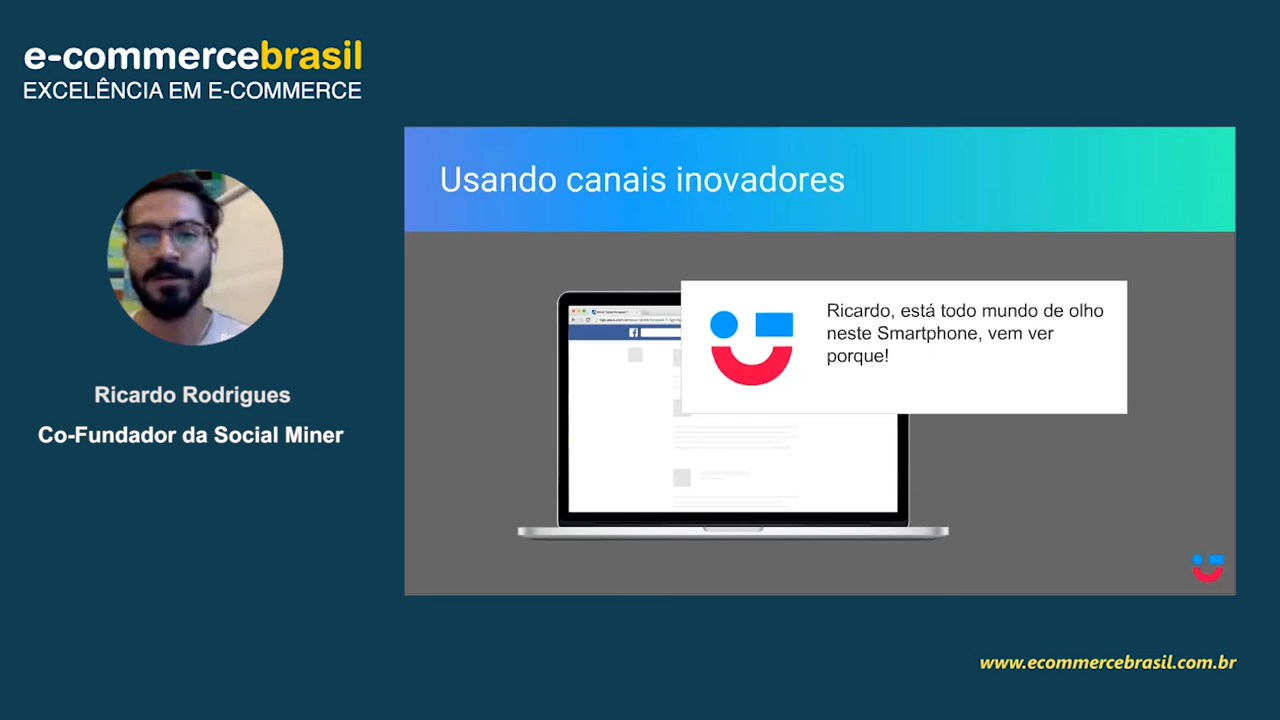 e-commercebrasil
EXCELÊNCIA EM E-COMMERCE
Usando canais inovadores
Ricardo, está todo mundo de olho
neste Smartphone, vem ver
porque!
Ricardo Rodrigues
Co-Fundador da Social Miner
www.ecommercebrasil.com.br